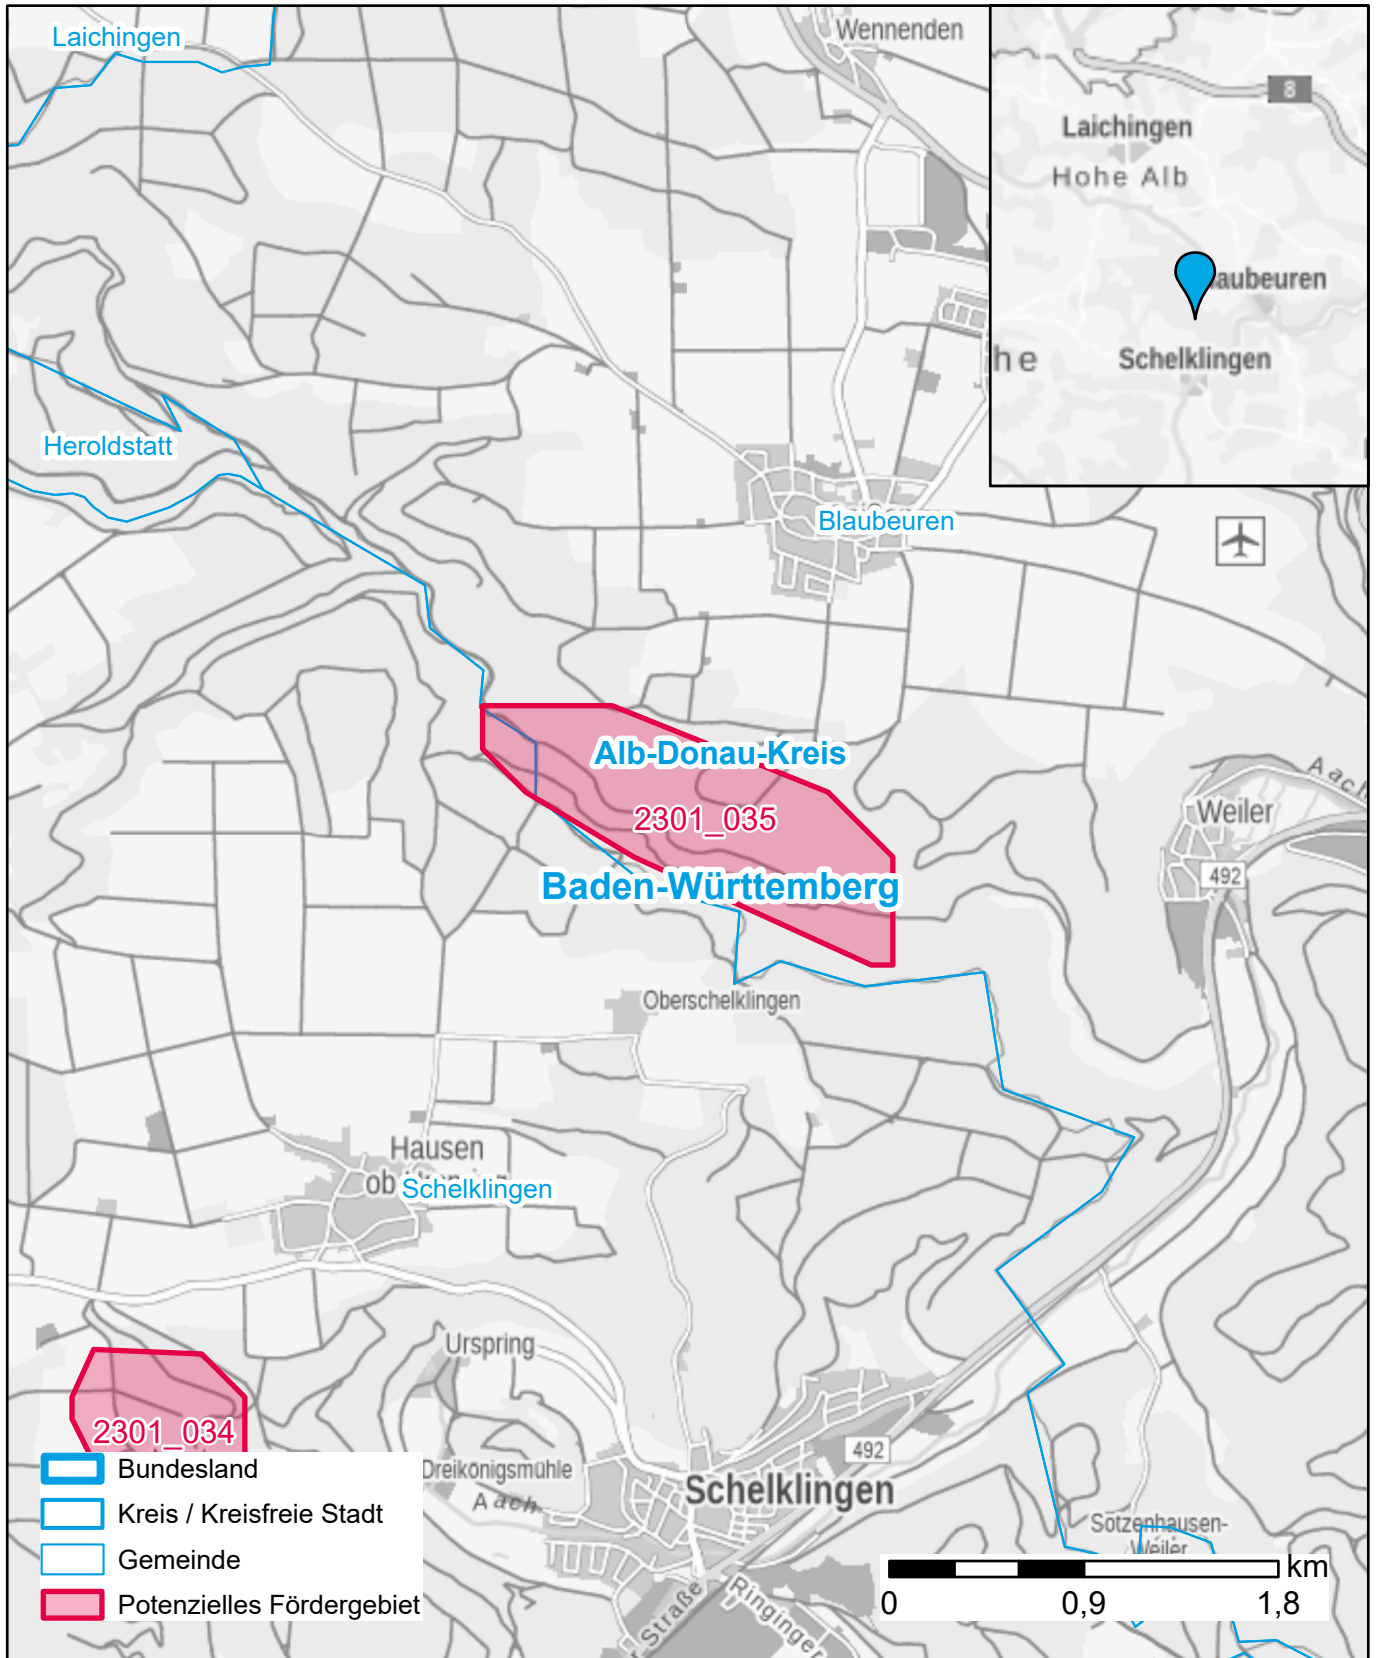 Laichingen
Wennenden
8
Laichingen
Hohe Alb
laubeuren
he
Schelklingen
Heroldstatt
Blaubeuren
Alb-Donau-Kreis
2301_035
Baden-Württemberg
Aach
Weiler
492
Oberschelklingen
Hausen
ob
Schelklingen
Urspring
2301_034
Dreikönigsmühle
Aach
492
Schelklingen
Sotzenhausen-
Weiler
Straße
Ringinger
Bundesland
Kreis / Kreisfreie Stadt
Gemeinde
Potenzielles Fördergebiet
km
0 0,9 1,8